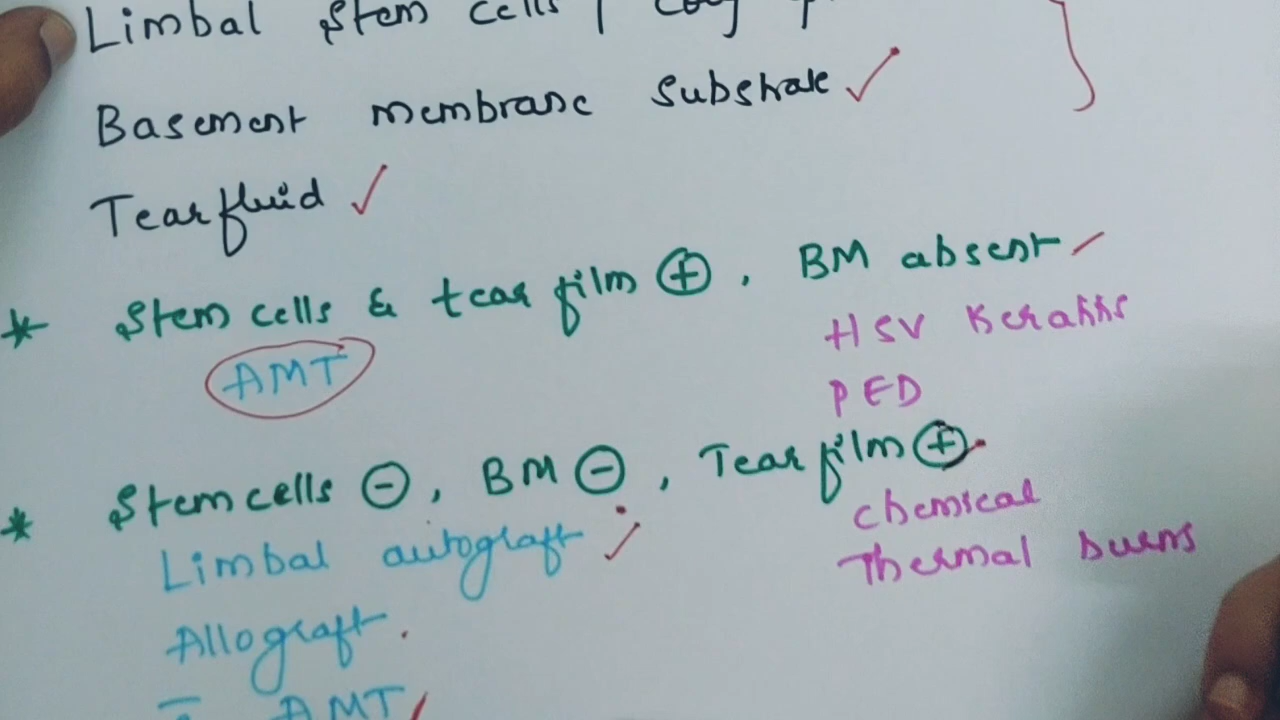 Limbal stem cells /
Basement membrane substrate ✓
Tear fluid ✓
* Stem cells & tear film ⊕, BM absent
HSV Keratitis
AMT
PED
* Stem cells ⊖, BM ⊖, Tear film ⊕
Chemical
Limbal autograft ✓
Thermal burns
Allograft.
c̄ AMT